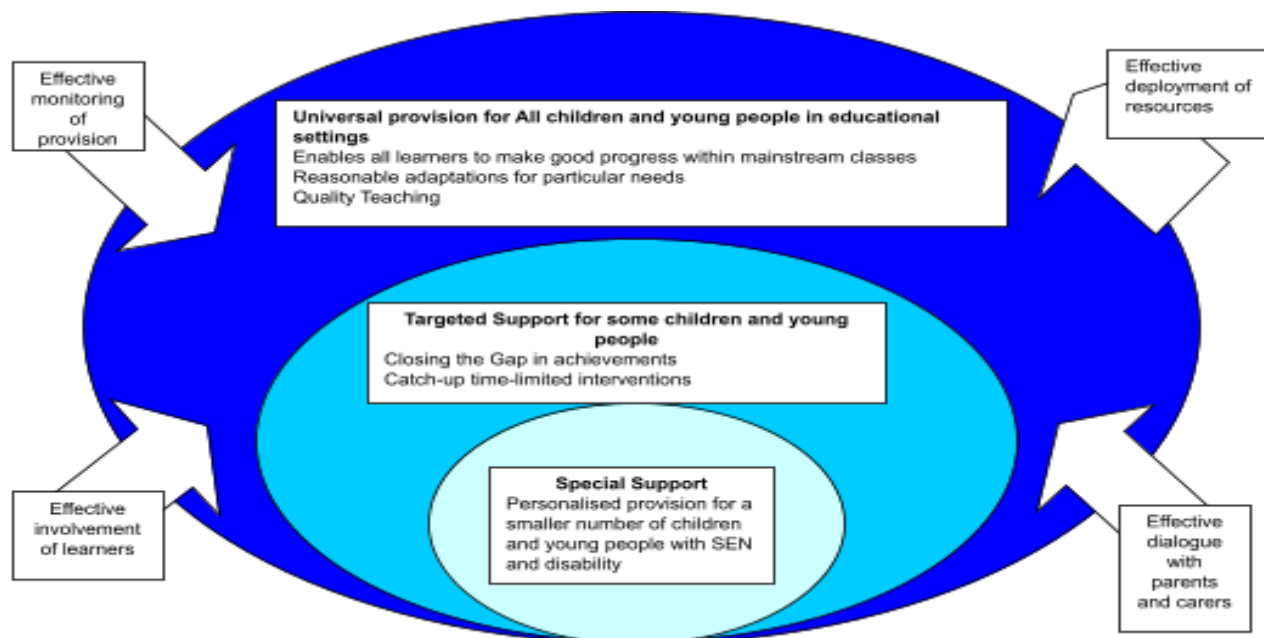 Effective
monitoring
of
provision
Effective
deployment of
resources
Universal provision for All children and young people in educational
settings
Enables all learners to make good progress within mainstream classes
Reasonable adaptations for particular needs
Quality Teaching
Targeted Support for some children and young
people
Closing the Gap in achievements
Catch-up time-limited interventions
Special Support
Personalised provision for a
smaller number of children
and young people with SEN
and disability
Effective
involvement
of learners
Effective
dialogue
with
parents
and carers